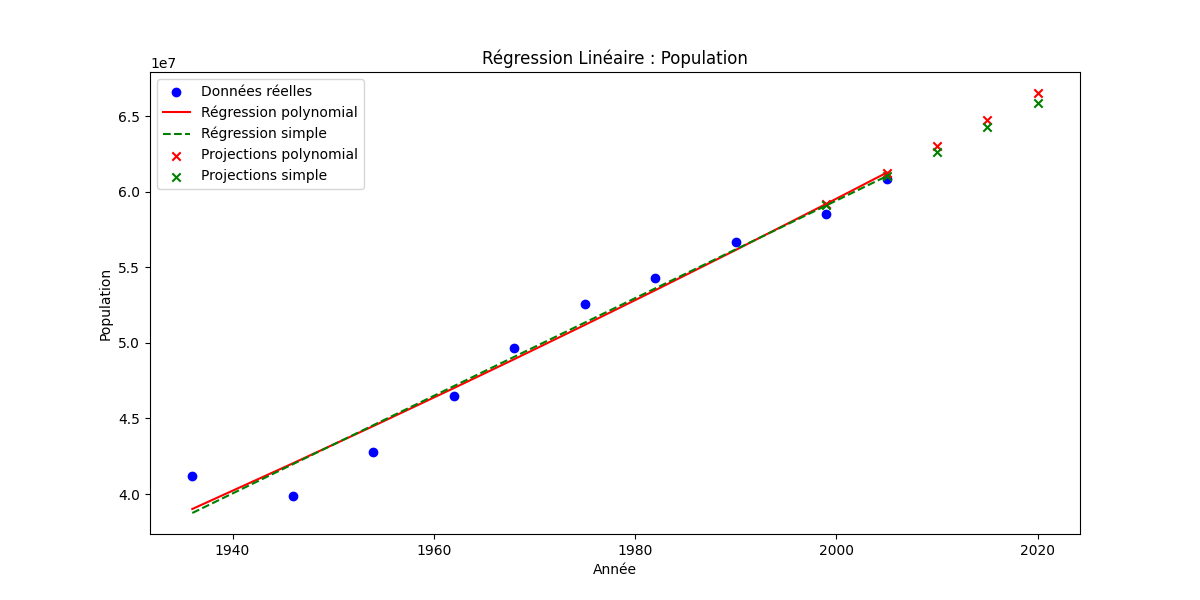 Régression Linéaire : Population
1e7
Données réelles
Régression polynomial
Régression simple
Projections polynomial
Projections simple
6.5
6.0
5.5
5.0
4.5
4.0
Population
1940 1960 1980 2000 2020
Année